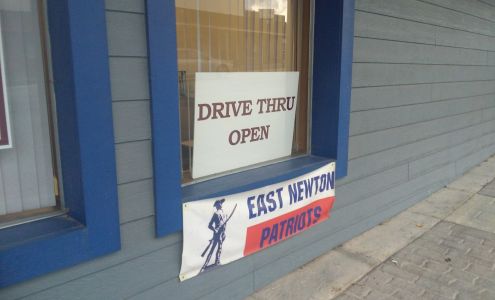 DRIVE THRU
OPEN
EAST NEWTON
PATRIOTS